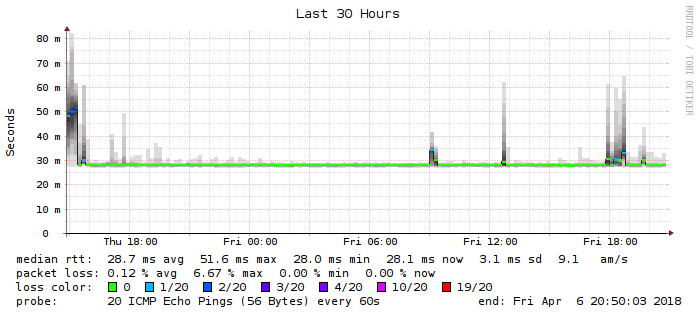 Last 30 Hours
RRDTOOL / TOBI OETIKER
Seconds
80 m
70 m
60 m
50 m
40 m
30 m
20 m
10 m
0
Thu 18:00 Fri 00:00 Fri 06:00 Fri 12:00 Fri 18:00
median rtt: 28.7 ms avg 51.6 ms max 28.0 ms min 28.1 ms now 3.1 ms sd 9.1 am/s
packet loss: 0.12 % avg 6.67 % max 0.00 % min 0.00 % now
loss color: 0 1/20 2/20 3/20 4/20 10/20 19/20
probe: 20 ICMP Echo Pings (56 Bytes) every 60s end: Fri Apr 6 20:50:03 2018